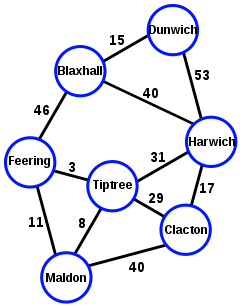 Dunwich
15
Blaxhall
53
40
46
Harwich
31
Feering
3
Tiptree
29
17
8
11
Clacton
40
Maldon